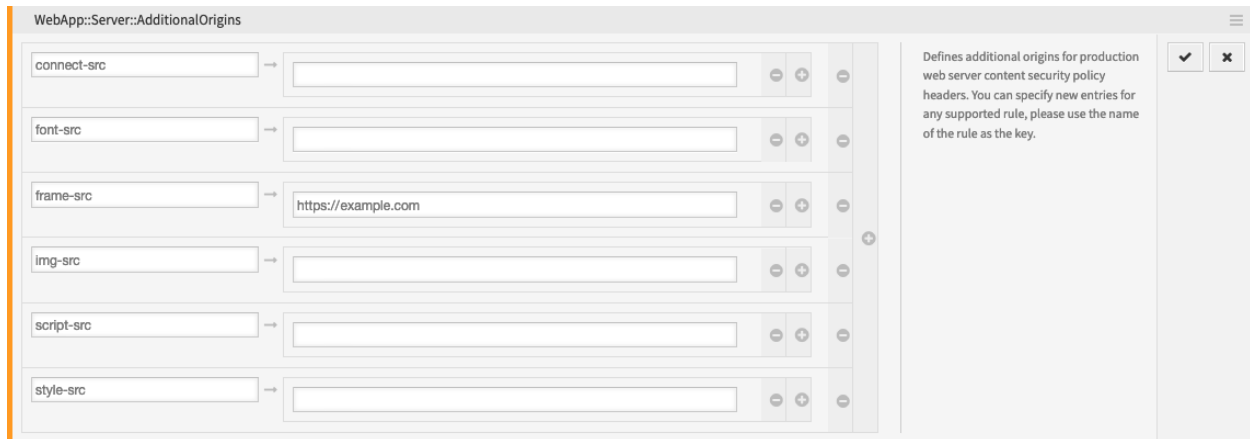 WebApp::Server::AdditionalOrigins
connect-src
font-src
frame-src
https://example.com
img-src
script-src
style-src
Defines additional origins for production
web server content security policy
headers. You can specify new entries for
any supported rule, please use the name
of the rule as the key.